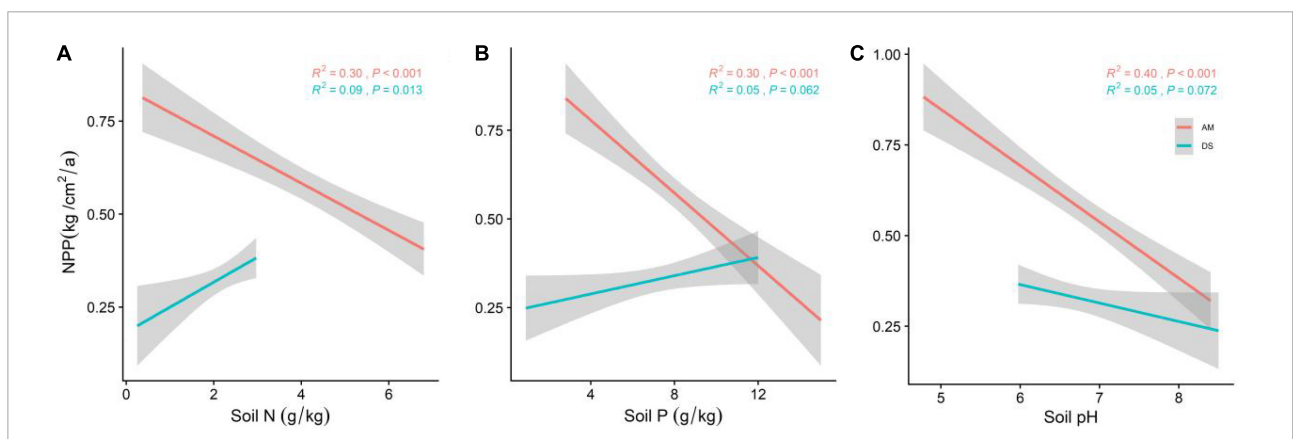 A
R² = 0.30 , P < 0.001
R² = 0.09 , P = 0.013
NPP(kg /cm²/a)
0.75
0.50
0.25
0
2
4
6
Soil N (g/kg)
B
R² = 0.30 , P < 0.001
R² = 0.05 , P = 0.062
0.75
0.50
0.25
4
8
12
Soil P (g/kg)
C
R² = 0.40 , P < 0.001
R² = 0.05 , P = 0.072
AM
DS
1.00
0.75
0.50
0.25
5
6
7
8
Soil pH